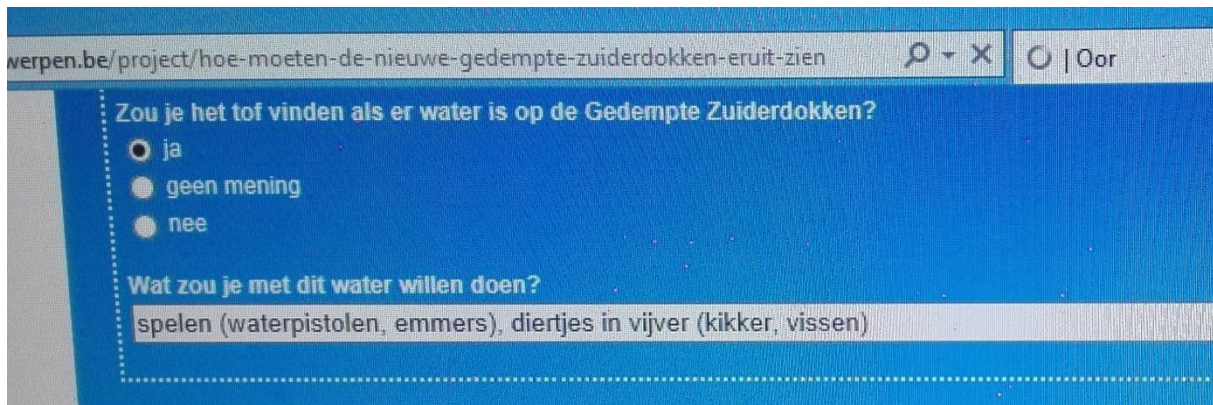 werpen.be/project/hoe-moeten-de-nieuwe-gedempte-zuiderdokken-eruit-zien
| Oor
Zou je het tof vinden als er water is op de Gedempte Zuiderdokken?
ja
geen mening
nee
Wat zou je met dit water willen doen?
spelen (waterpistolen, emmers), diertjes in vijver (kikker, vissen)